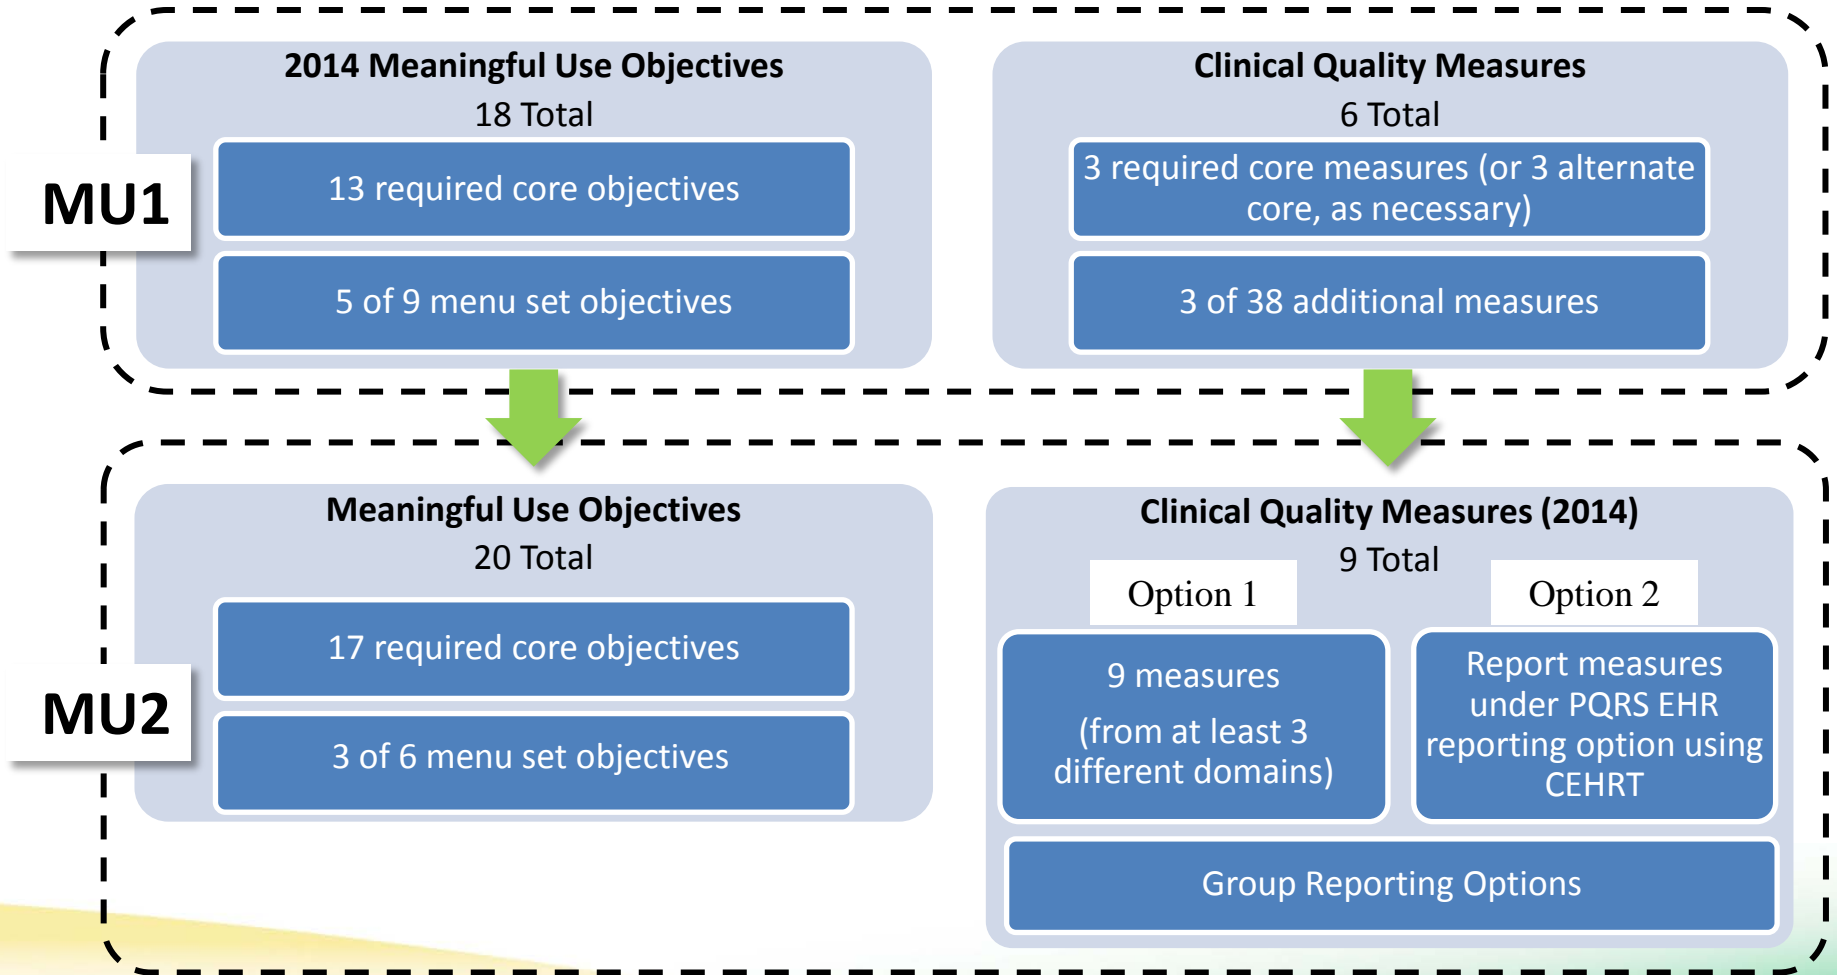 MU1
2014 Meaningful Use Objectives
18 Total
13 required core objectives
5 of 9 menu set objectives
Clinical Quality Measures
6 Total
3 required core measures (or 3 alternate
core, as necessary)
3 of 38 additional measures
MU2
Meaningful Use Objectives
20 Total
17 required core objectives
3 of 6 menu set objectives
Clinical Quality Measures (2014)
9 Total
Option 1
9 measures
(from at least 3
different domains)
Option 2
Report measures
under PQRS EHR
reporting option using
CEHRT
Group Reporting Options